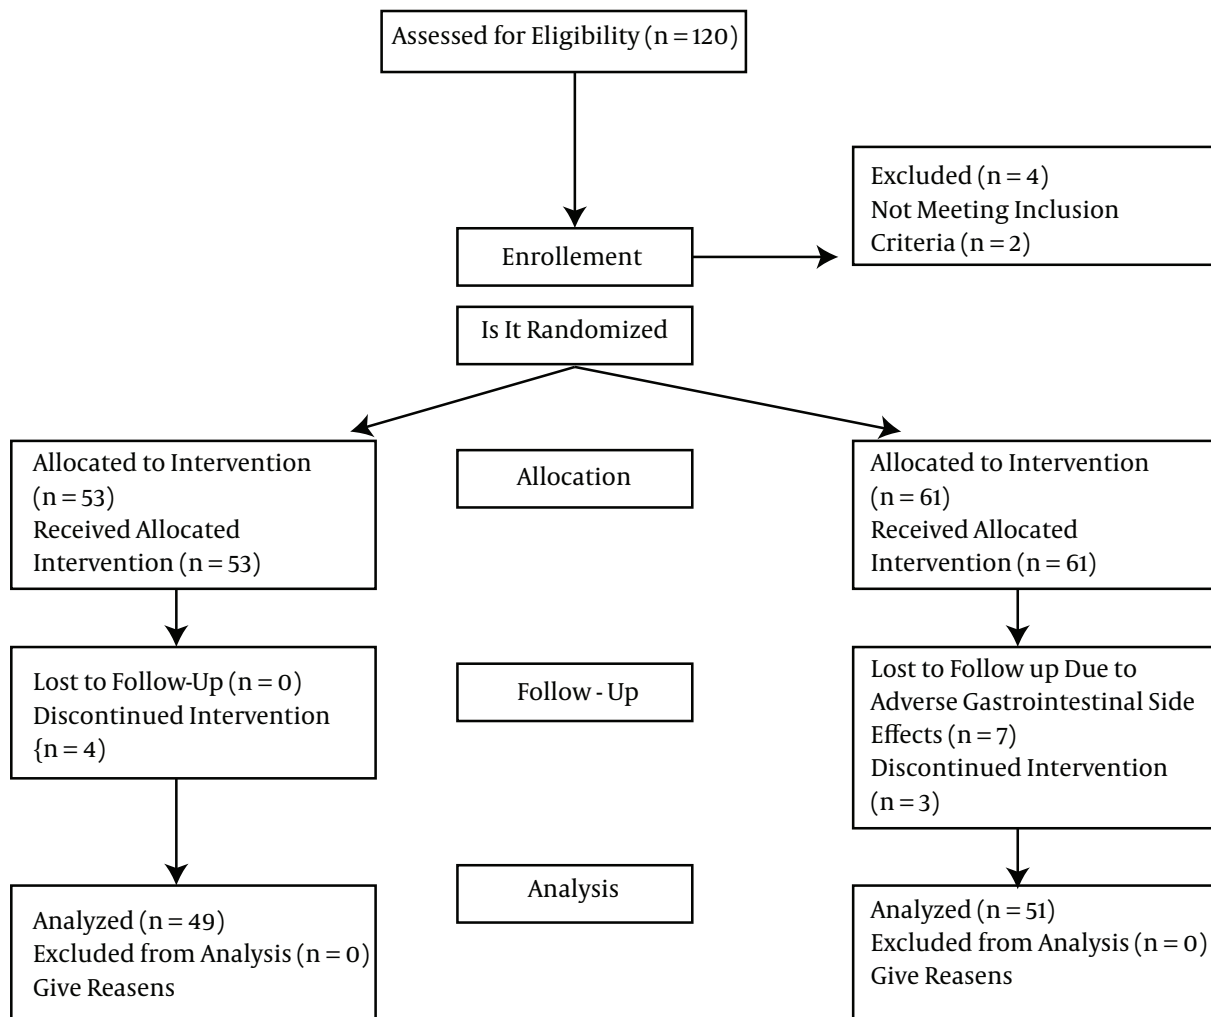 Assessed for Eligibility (n = 120)
Excluded (n = 4)
Not Meeting Inclusion
Criteria (n = 2)
Enrollement
Is It Randomized
Allocated to Intervention
(n = 53)
Received Allocated
Intervention (n = 53)
Allocation
Allocated to Intervention
(n = 61)
Received Allocated
Intervention (n = 61)
Lost to Follow-Up (n = 0)
Discontinued Intervention
{n = 4)
Follow - Up
Lost to Follow up Due to
Adverse Gastrointestinal Side
Effects (n = 7)
Discontinued Intervention
(n = 3)
Analysis
Analyzed (n = 49)
Excluded from Analysis (n = 0)
Give Reasons
Analyzed (n = 51)
Excluded from Analysis (n = 0)
Give Reasons